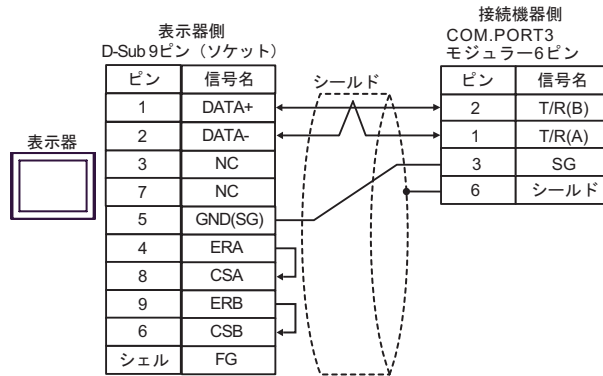 表示器側
D-Sub 9ピン（ソケット）
ピン 信号名
1 DATA+
2 DATA-
3 NC
7 NC
5 GND(SG)
4 ERA
8 CSA
9 ERB
6 CSB
シェル FG
表示器
シールド
接続機器側
COM.PORT3
モジュラー6ピン
ピン 信号名
2 T/R(B)
1 T/R(A)
3 SG
6 シールド